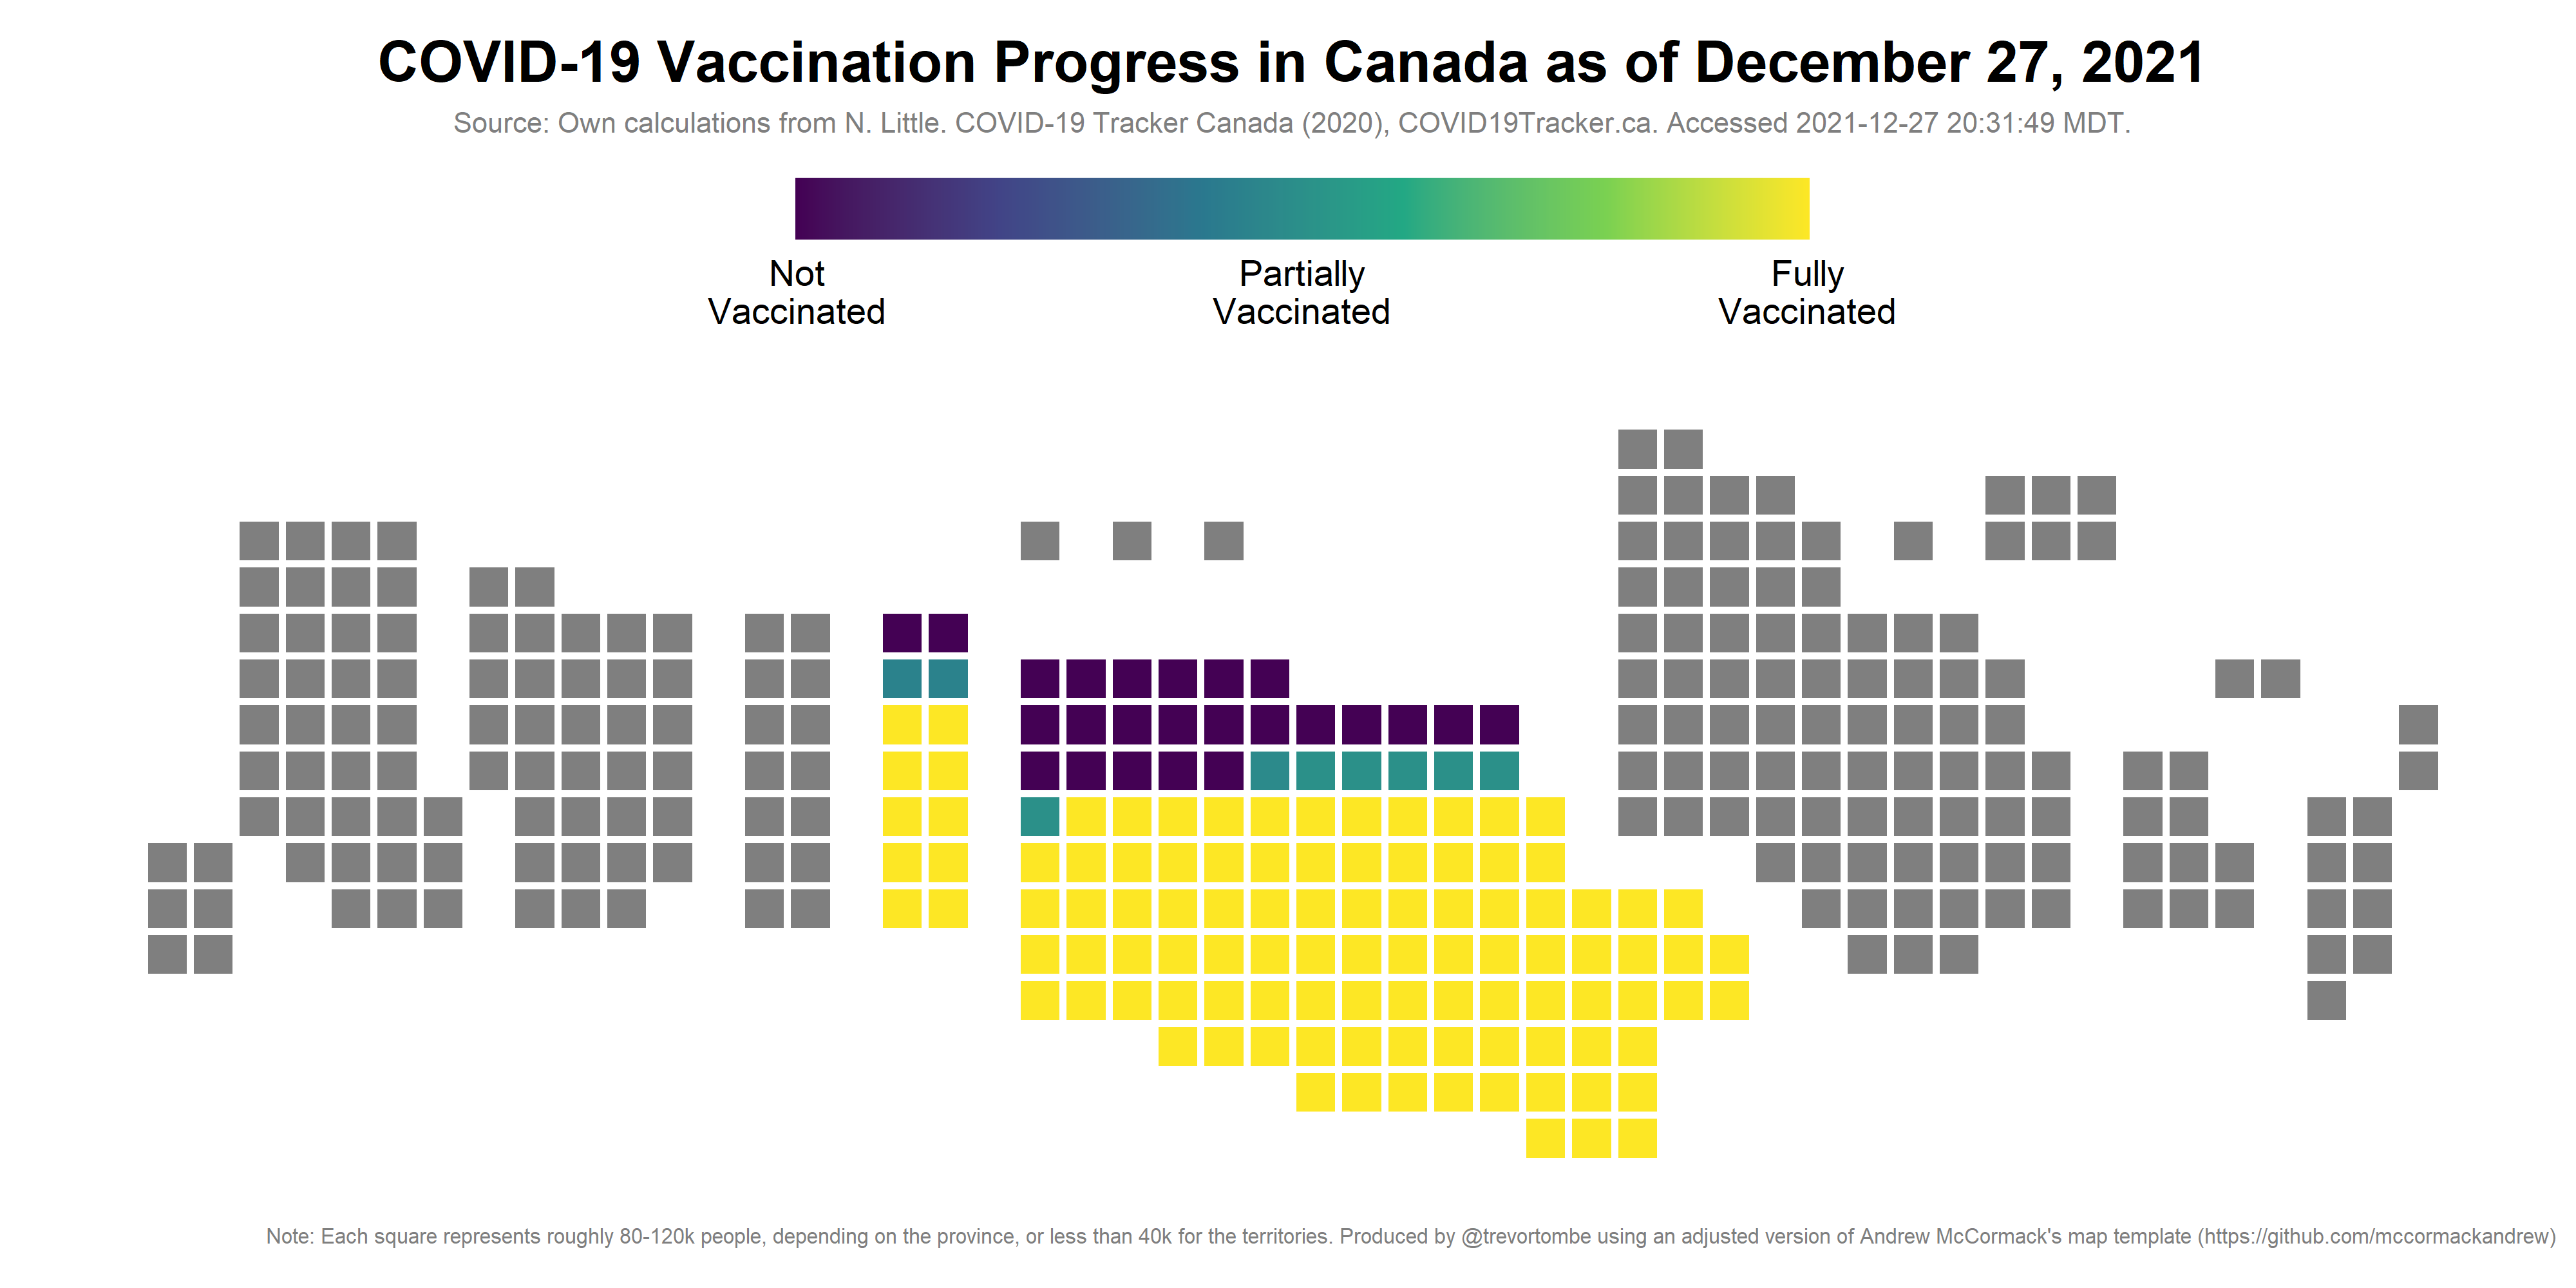 COVID-19 Vaccination Progress in Canada as of December 27, 2021
Source: Own calculations from N. Little. COVID-19 Tracker Canada (2020), COVID19Tracker.ca. Accessed 2021-12-27 20:31:49 MDT.
Not
Vaccinated
Partially
Vaccinated
Fully
Vaccinated
Note: Each square represents roughly 80-120k people, depending on the province, or less than 40k for the territories. Produced by @trevortombe using an adjusted version of Andrew McCormack's map template (https://github.com/mccormackandrew)